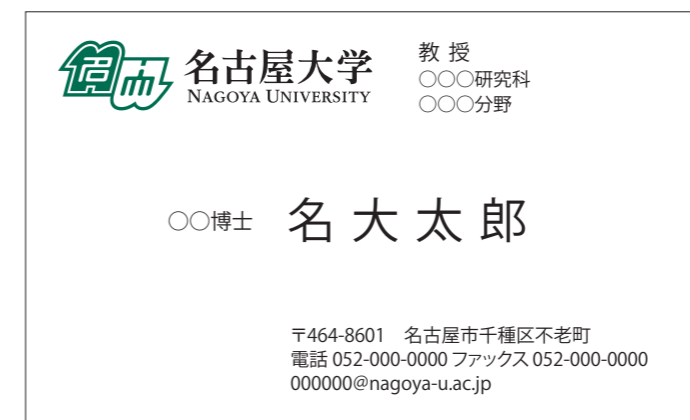 名大
名古屋大学
NAGOYA UNIVERSITY
教 授
○○○研究科
○○○分野
○○博士 名 大 太 郎
〒464-8601　名古屋市千種区不老町
電話 052-000-0000 ファックス 052-000-0000
000000@nagoya-u.ac.jp